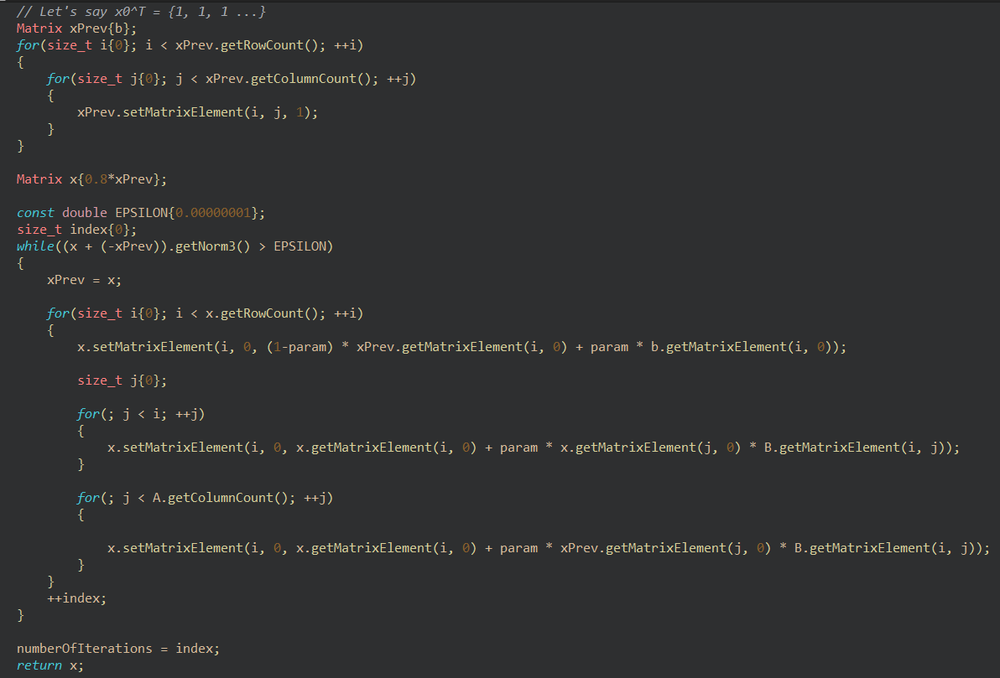 // Let's say x0^T = {1, 1, 1 ...}
Matrix xPrev{b};
for(size_t i{0}; i < xPrev.getRowCount(); ++i)
{
    for(size_t j{0}; j < xPrev.getColumnCount(); ++j)
    {
        xPrev.setMatrixElement(i, j, 1);
    }
}

Matrix x{0.8*xPrev};

const double EPSILON{0.00000001};
size_t index{0};
while((x + (-xPrev)).getNorm3() > EPSILON)
{
    xPrev = x;

    for(size_t i{0}; i < x.getRowCount(); ++i)
    {
        x.setMatrixElement(i, 0, (1-param) * xPrev.getMatrixElement(i, 0) + param * b.getMatrixElement(i, 0));

        size_t j{0};

        for(; j < i; ++j)
        {
            x.setMatrixElement(i, 0, x.getMatrixElement(i, 0) + param * x.getMatrixElement(j, 0) * B.getMatrixElement(i, j));
        }

        for(; j < A.getColumnCount(); ++j)
        {

            x.setMatrixElement(i, 0, x.getMatrixElement(i, 0) + param * xPrev.getMatrixElement(j, 0) * B.getMatrixElement(i, j));
        }
    }
    ++index;
}

numberOfIterations = index;
return x;